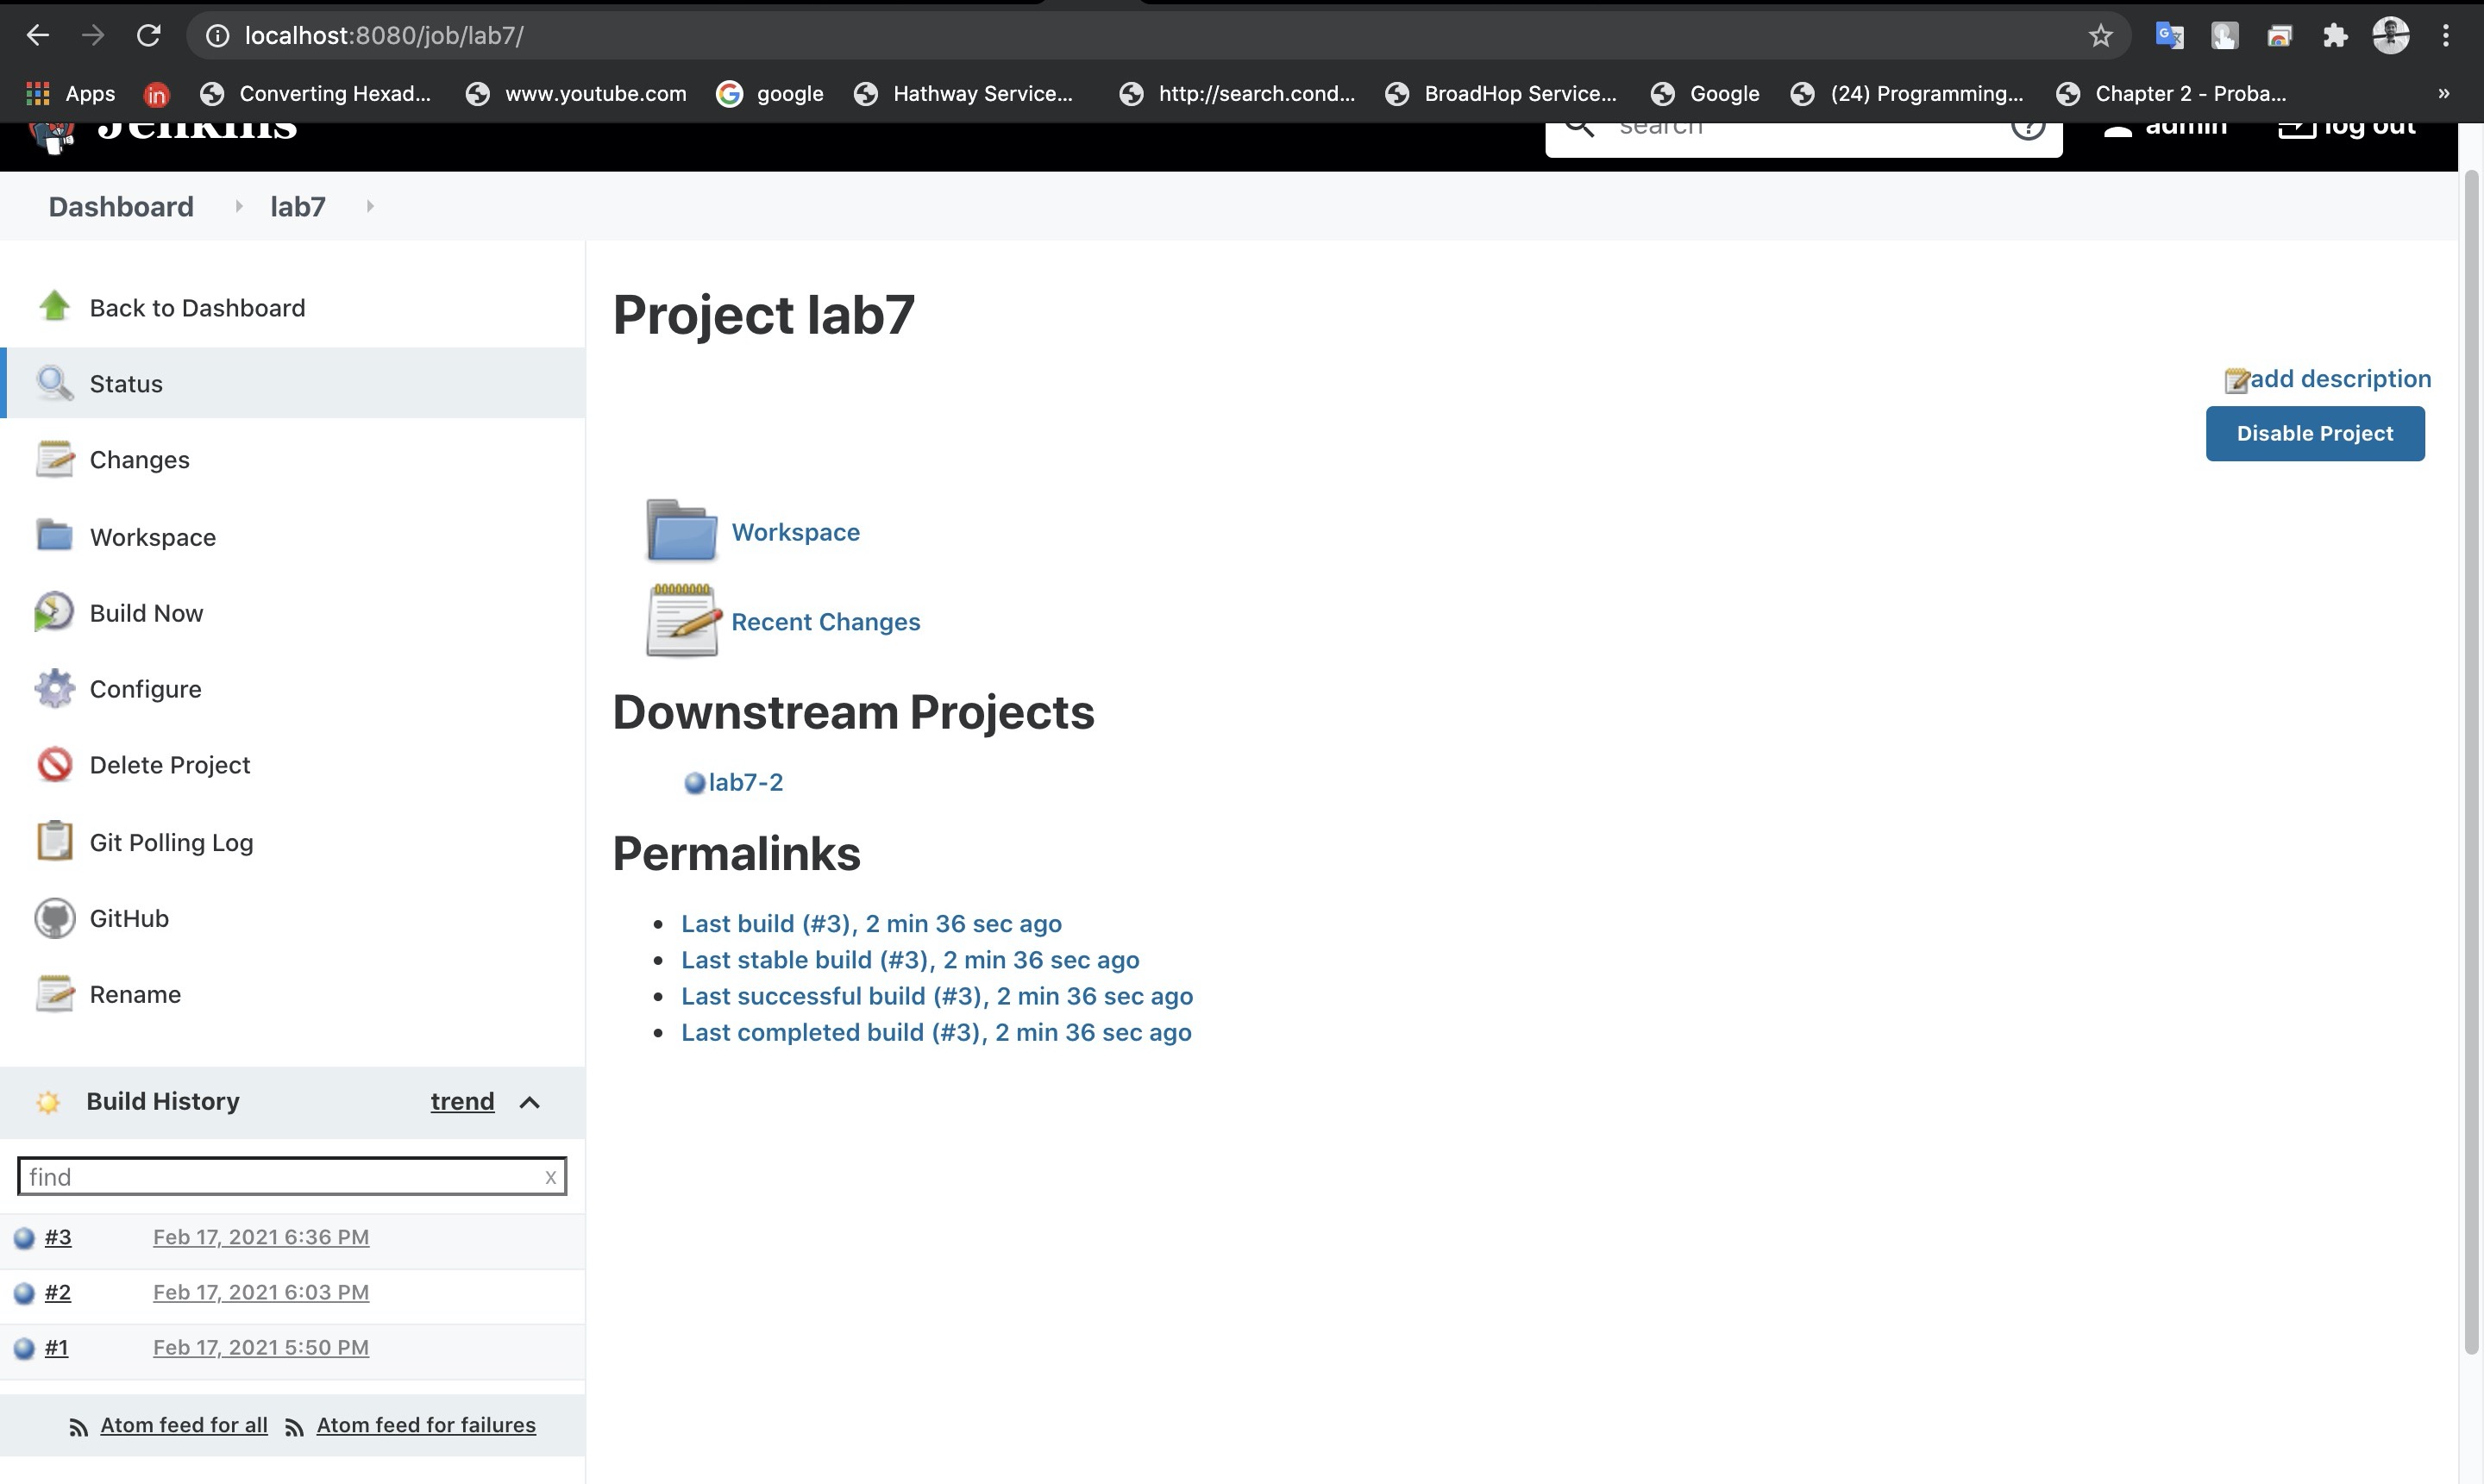 localhost:8080/job/lab7/
Apps in Converting Hexad... www.youtube.com google Hathway Service... http://search.cond... BroadHop Service... Google (24) Programming... Chapter 2 - Proba... »
Jenkins search ? admin log out
Dashboard lab7
Back to Dashboard
Status
Changes
Workspace
Build Now
Configure
Delete Project
Git Polling Log
GitHub
Rename
Build History trend
find x
#3 Feb 17, 2021 6:36 PM
#2 Feb 17, 2021 6:03 PM
#1 Feb 17, 2021 5:50 PM
Atom feed for all Atom feed for failures
Project lab7
add description
Disable Project
Workspace
Recent Changes
Downstream Projects
lab7-2
Permalinks
Last build (#3), 2 min 36 sec ago
Last stable build (#3), 2 min 36 sec ago
Last successful build (#3), 2 min 36 sec ago
Last completed build (#3), 2 min 36 sec ago